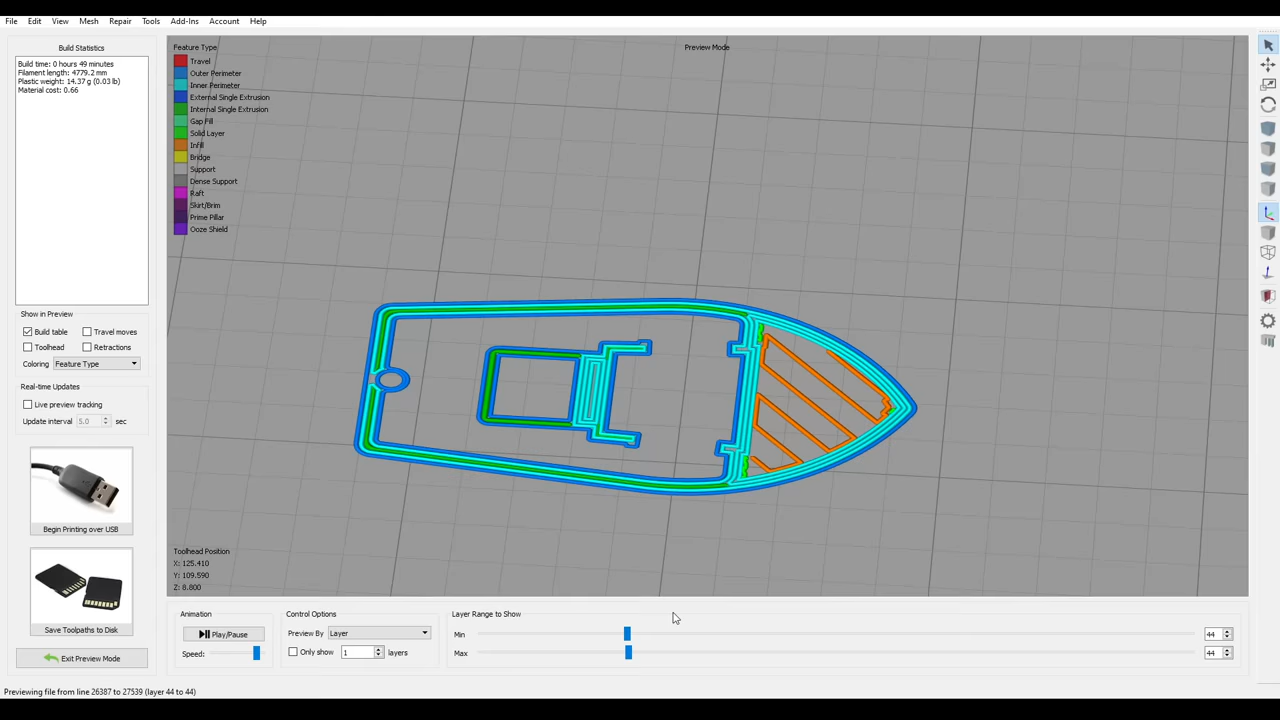 File Edit View Mesh Repair Tools Add-Ins Account Help
Build Statistics
Build time: 0 hours 49 minutes
Filament length: 4779.2 mm
Plastic weight: 14.37 g (0.03 lb)
Material cost: 0.66
Show in Preview
Build table
Travel moves
Toolhead
Retractions
Coloring Feature Type
Real-time Updates
Live preview tracking
Update interval 5.0 sec
Begin Printing over USB
Save Toolpaths to Disk
Exit Preview Mode
Feature Type
Travel
Outer Perimeter
Inner Perimeter
External Single Extrusion
Internal Single Extrusion
Gap Fill
Solid Layer
Infill
Bridge
Support
Dense Support
Raft
Skirt/Brim
Prime Pillar
Ooze Shield
Preview Mode
Toolhead Position
X: 125.410
Y: 109.590
Z: 8.800
Animation
Play/Pause
Speed:
Control Options
Preview By Layer
Only show 1 layers
Layer Range to Show
Min 44
Max 44
Previewing file from line 26387 to 27539 (layer 44 to 44)